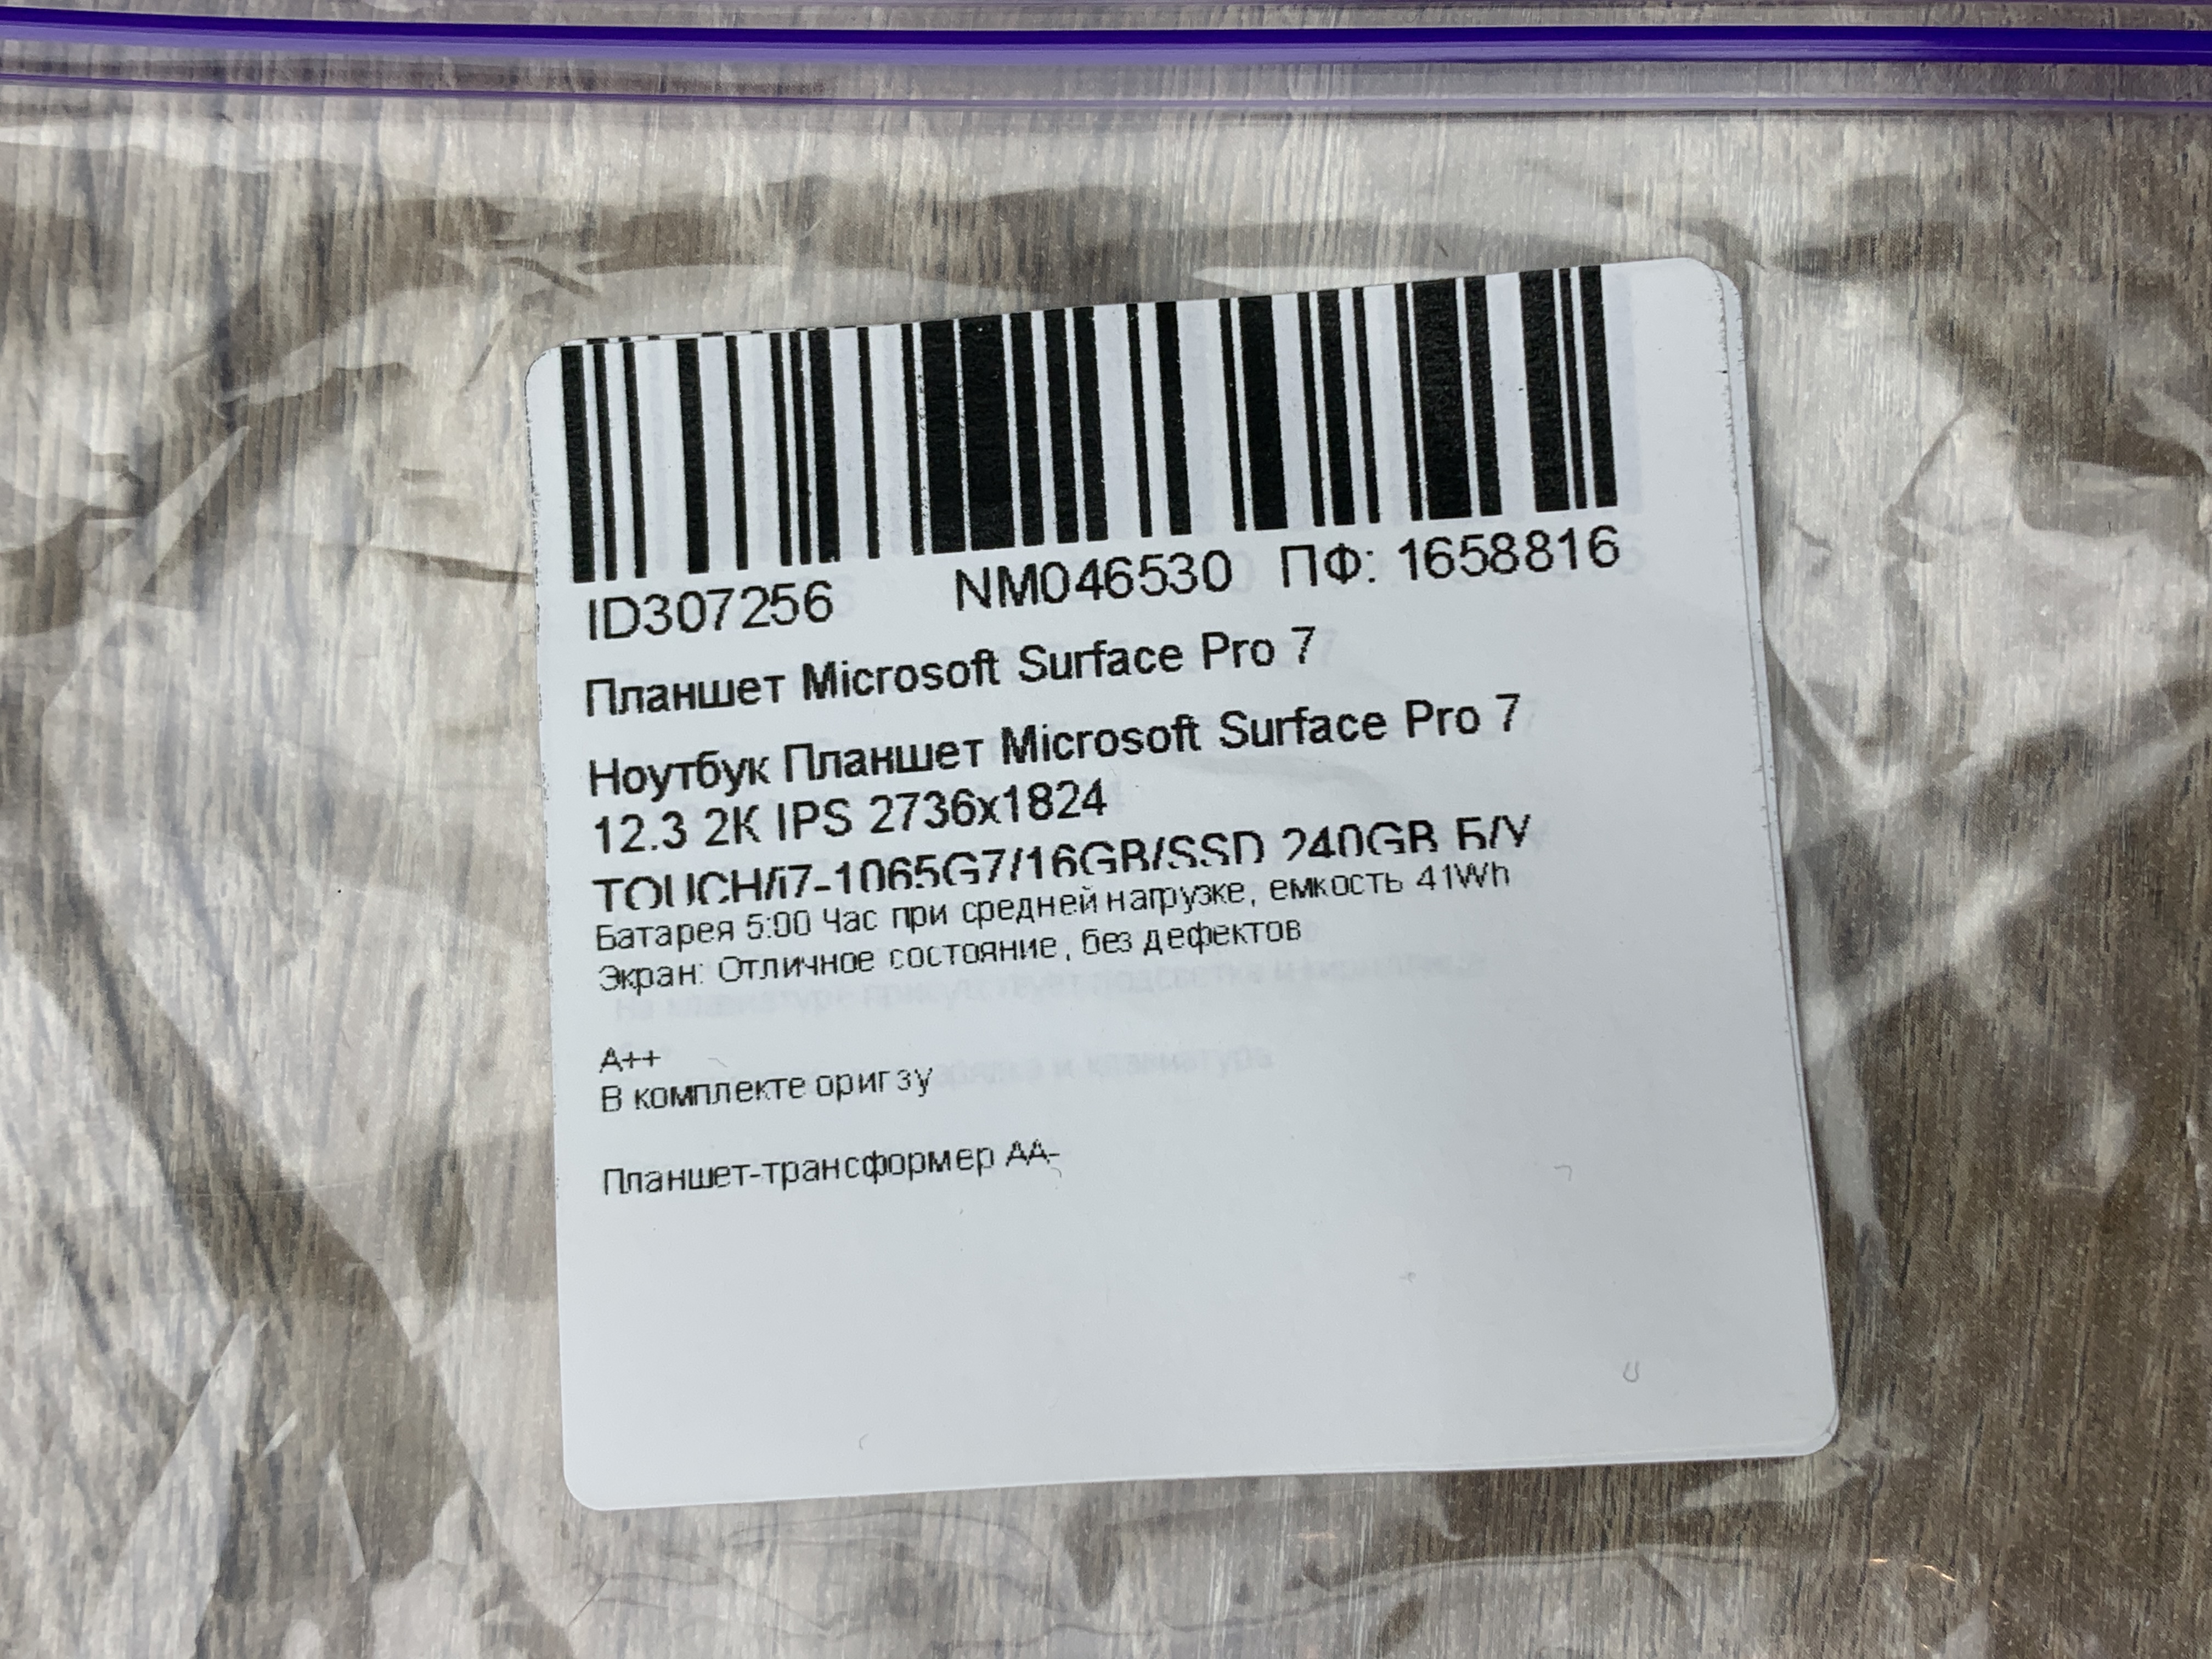 ID307256 NM046530 ПФ: 1658816
Планшет Microsoft Surface Pro 7
Ноутбук Планшет Microsoft Surface Pro 7
12.3 2K IPS 2736x1824
TOUCH/i7-1065G7/16GB/SSD 240GB Б/У
Батарея 5:00 Час при средней нагрузке, емкость 41Wh
Экран: Отличное состояние, без дефектов
A++
В комплекте ориг зу
Планшет-трансформер АА-